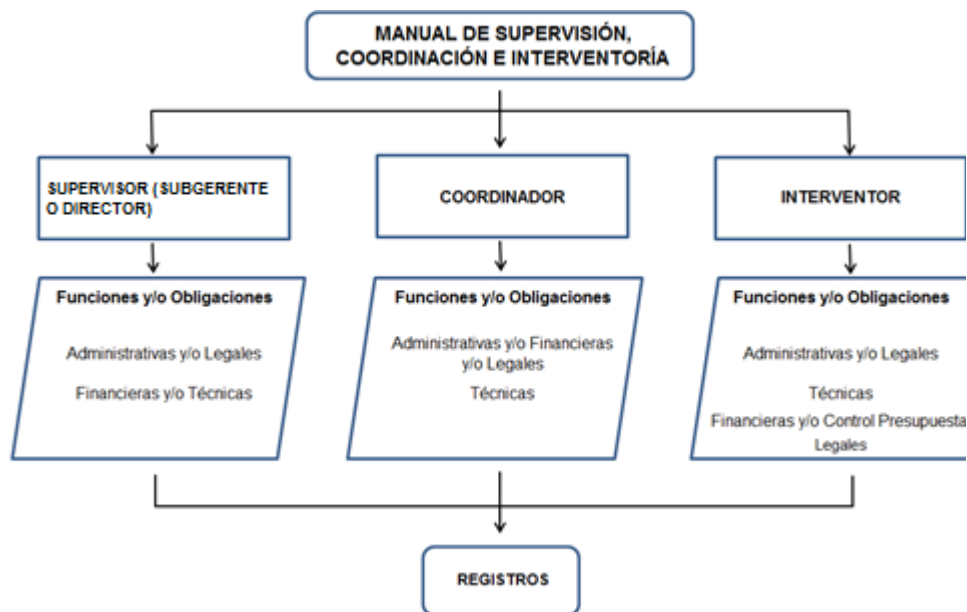 MANUAL DE SUPERVISIÓN,
COORDINACIÓN E INTERVENTORÍA
SUPERVISOR (SUBGERENTE
O DIRECTOR)
COORDINADOR
INTERVENTOR
Funciones y/o Obligaciones
Administrativas y/o Legales
Financieras y/o Técnicas
Funciones y/o Obligaciones
Administrativas y/o Financieras
y/o Legales
Técnicas
Funciones y/o Obligaciones
Administrativas y/o Legales
Técnicas
Financieras y/o Control Presupuesta
Legales
REGISTROS